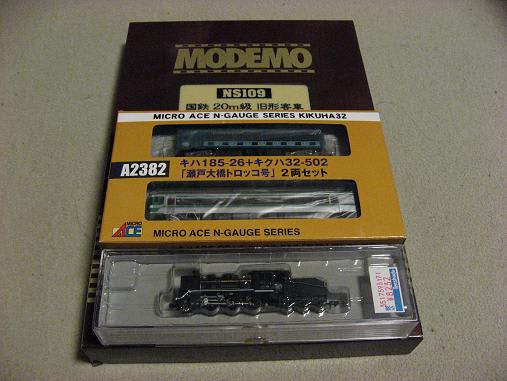 MODEMO
NS109
国鉄 20m級 旧形客車
MICRO ACE N-GAUGE SERIES KIKUHA32
A2382
キハ185-26+キクハ32-502
「瀬戸大橋トロッコ号」2両セット
MICRO ACE
MICRO ACE N-GAUGE SERIES